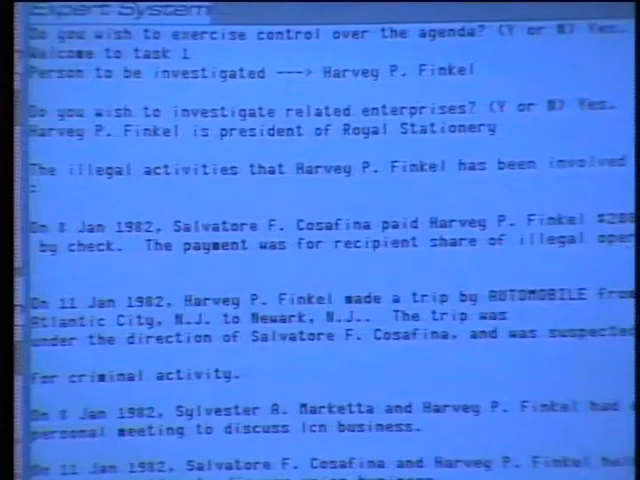 Expert System
Do you wish to exercise control over the agenda? (Y or N) Yes.
Welcome to task 1
Person to be investigated ---> Harvey P. Finkel
Do you wish to investigate related enterprises? (Y or N) Yes.
Harvey P. Finkel is president of Royal Stationery
The illegal activities that Harvey P. Finkel has been involved
:
On 8 Jan 1982, Salvatore F. Cosafina paid Harvey P. Finkel
by check. The payment was for recipient share of illegal
On 11 Jan 1982, Harvey P. Finkel made a trip by AUTOMOBILE from
Atlantic City, N.J. to Newark, N.J.. The trip was
under the direction of Salvatore F. Cosafina, and was suspected
for criminal activity.
On 8 Jan 1982, Sylvester A. Marketta and Harvey P. Finkel had
personal meeting to discuss lcn business.
On 11 Jan 1982, Salvatore F. Cosafina and Harvey P. Finkel